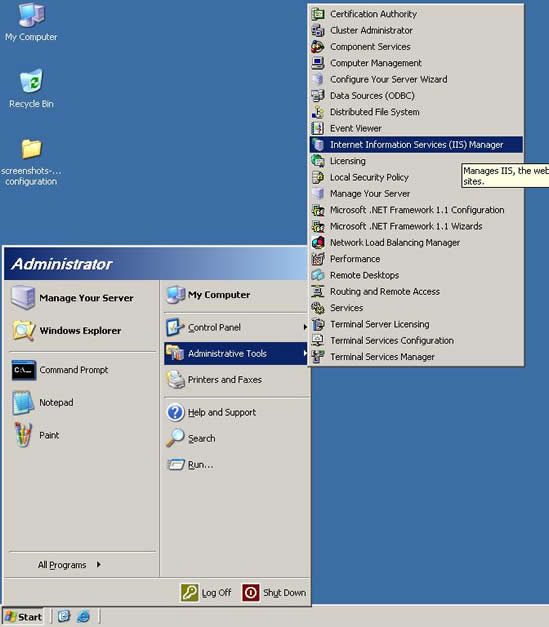 My Computer
Recycle Bin
screenshots-...
configuration
Certification Authority
Cluster Administrator
Component Services
Computer Management
Configure Your Server Wizard
Data Sources (ODBC)
Distributed File System
Event Viewer
Internet Information Services (IIS) Manager
Licensing
Local Security Policy
Manage Your Server
Microsoft .NET Framework 1.1 Configuration
Microsoft .NET Framework 1.1 Wizards
Network Load Balancing Manager
Performance
Remote Desktops
Routing and Remote Access
Services
Terminal Server Licensing
Terminal Services Configuration
Terminal Services Manager
Manages IIS, the web
sites.
Administrator
Manage Your Server
Windows Explorer
Command Prompt
Notepad
Paint
All Programs
My Computer
Control Panel
Administrative Tools
Printers and Faxes
Help and Support
Search
Run...
Log Off
Shut Down
Start